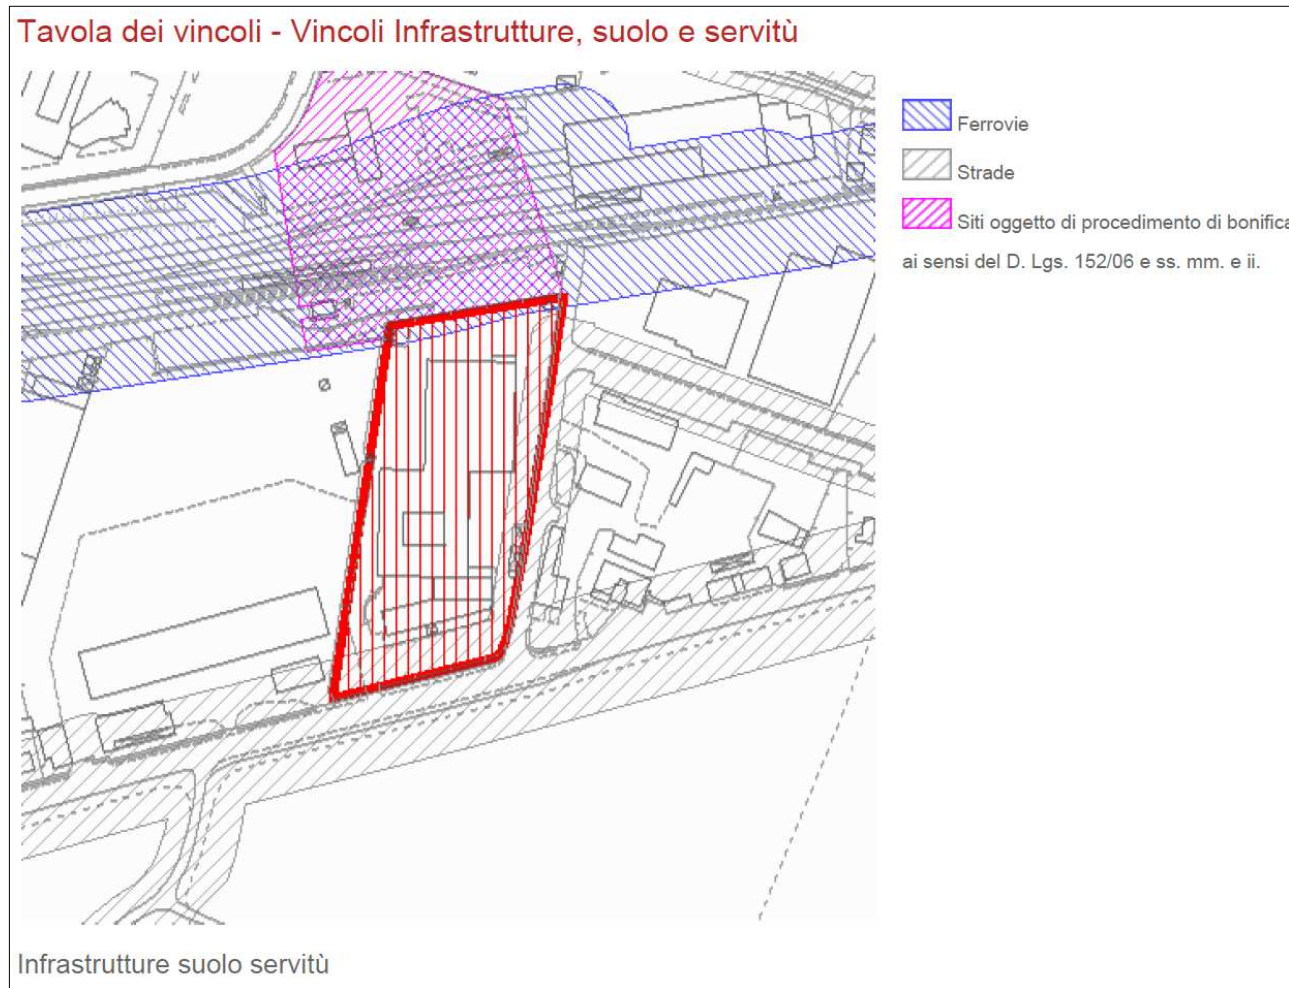 Tavola dei vincoli - Vincoli Infrastrutture, suolo e servitù
Ferrovie
Strade
Siti oggetto di procedimento di bonifica
ai sensi del D. Lgs. 152/06 e ss. mm. e ii.
Infrastrutture suolo servitù